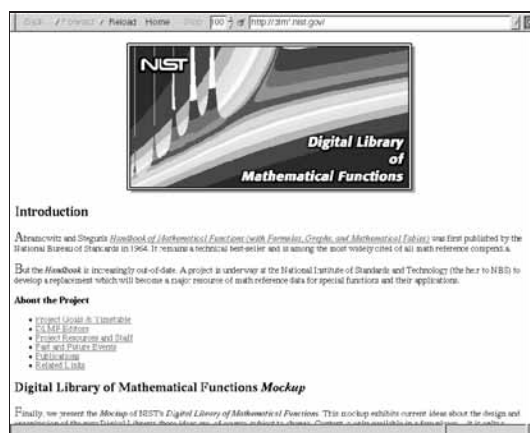 Back Forward Reload Home Stop 100 http://dlmf.nist.gov/
NIST
Digital Library
of
Mathematical Functions
Introduction
Abramowitz and Stegun's Handbook of Mathematical Functions (with Formulas, Graphs, and Mathematical Tables) was first published by the
National Bureau of Standards in 1964. It remains a technical best-seller and is among the most widely cited of all math reference compendia.
But the Handbook is increasingly out-of-date. A project is underway at the National Institute of Standards and Technology (the heir to NBS) to
develop a replacement which will become a major resource of math reference data for special functions and their applications.
About the Project
Project Goals & Timetable
DLMF Editors
Project Resources and Staff
Past and Future Events
Publications
Related Links
Digital Library of Mathematical Functions Mockup
Finally, we present the Mockup of NIST's Digital Library of Mathematical Functions. This mockup exhibits current ideas about the design and